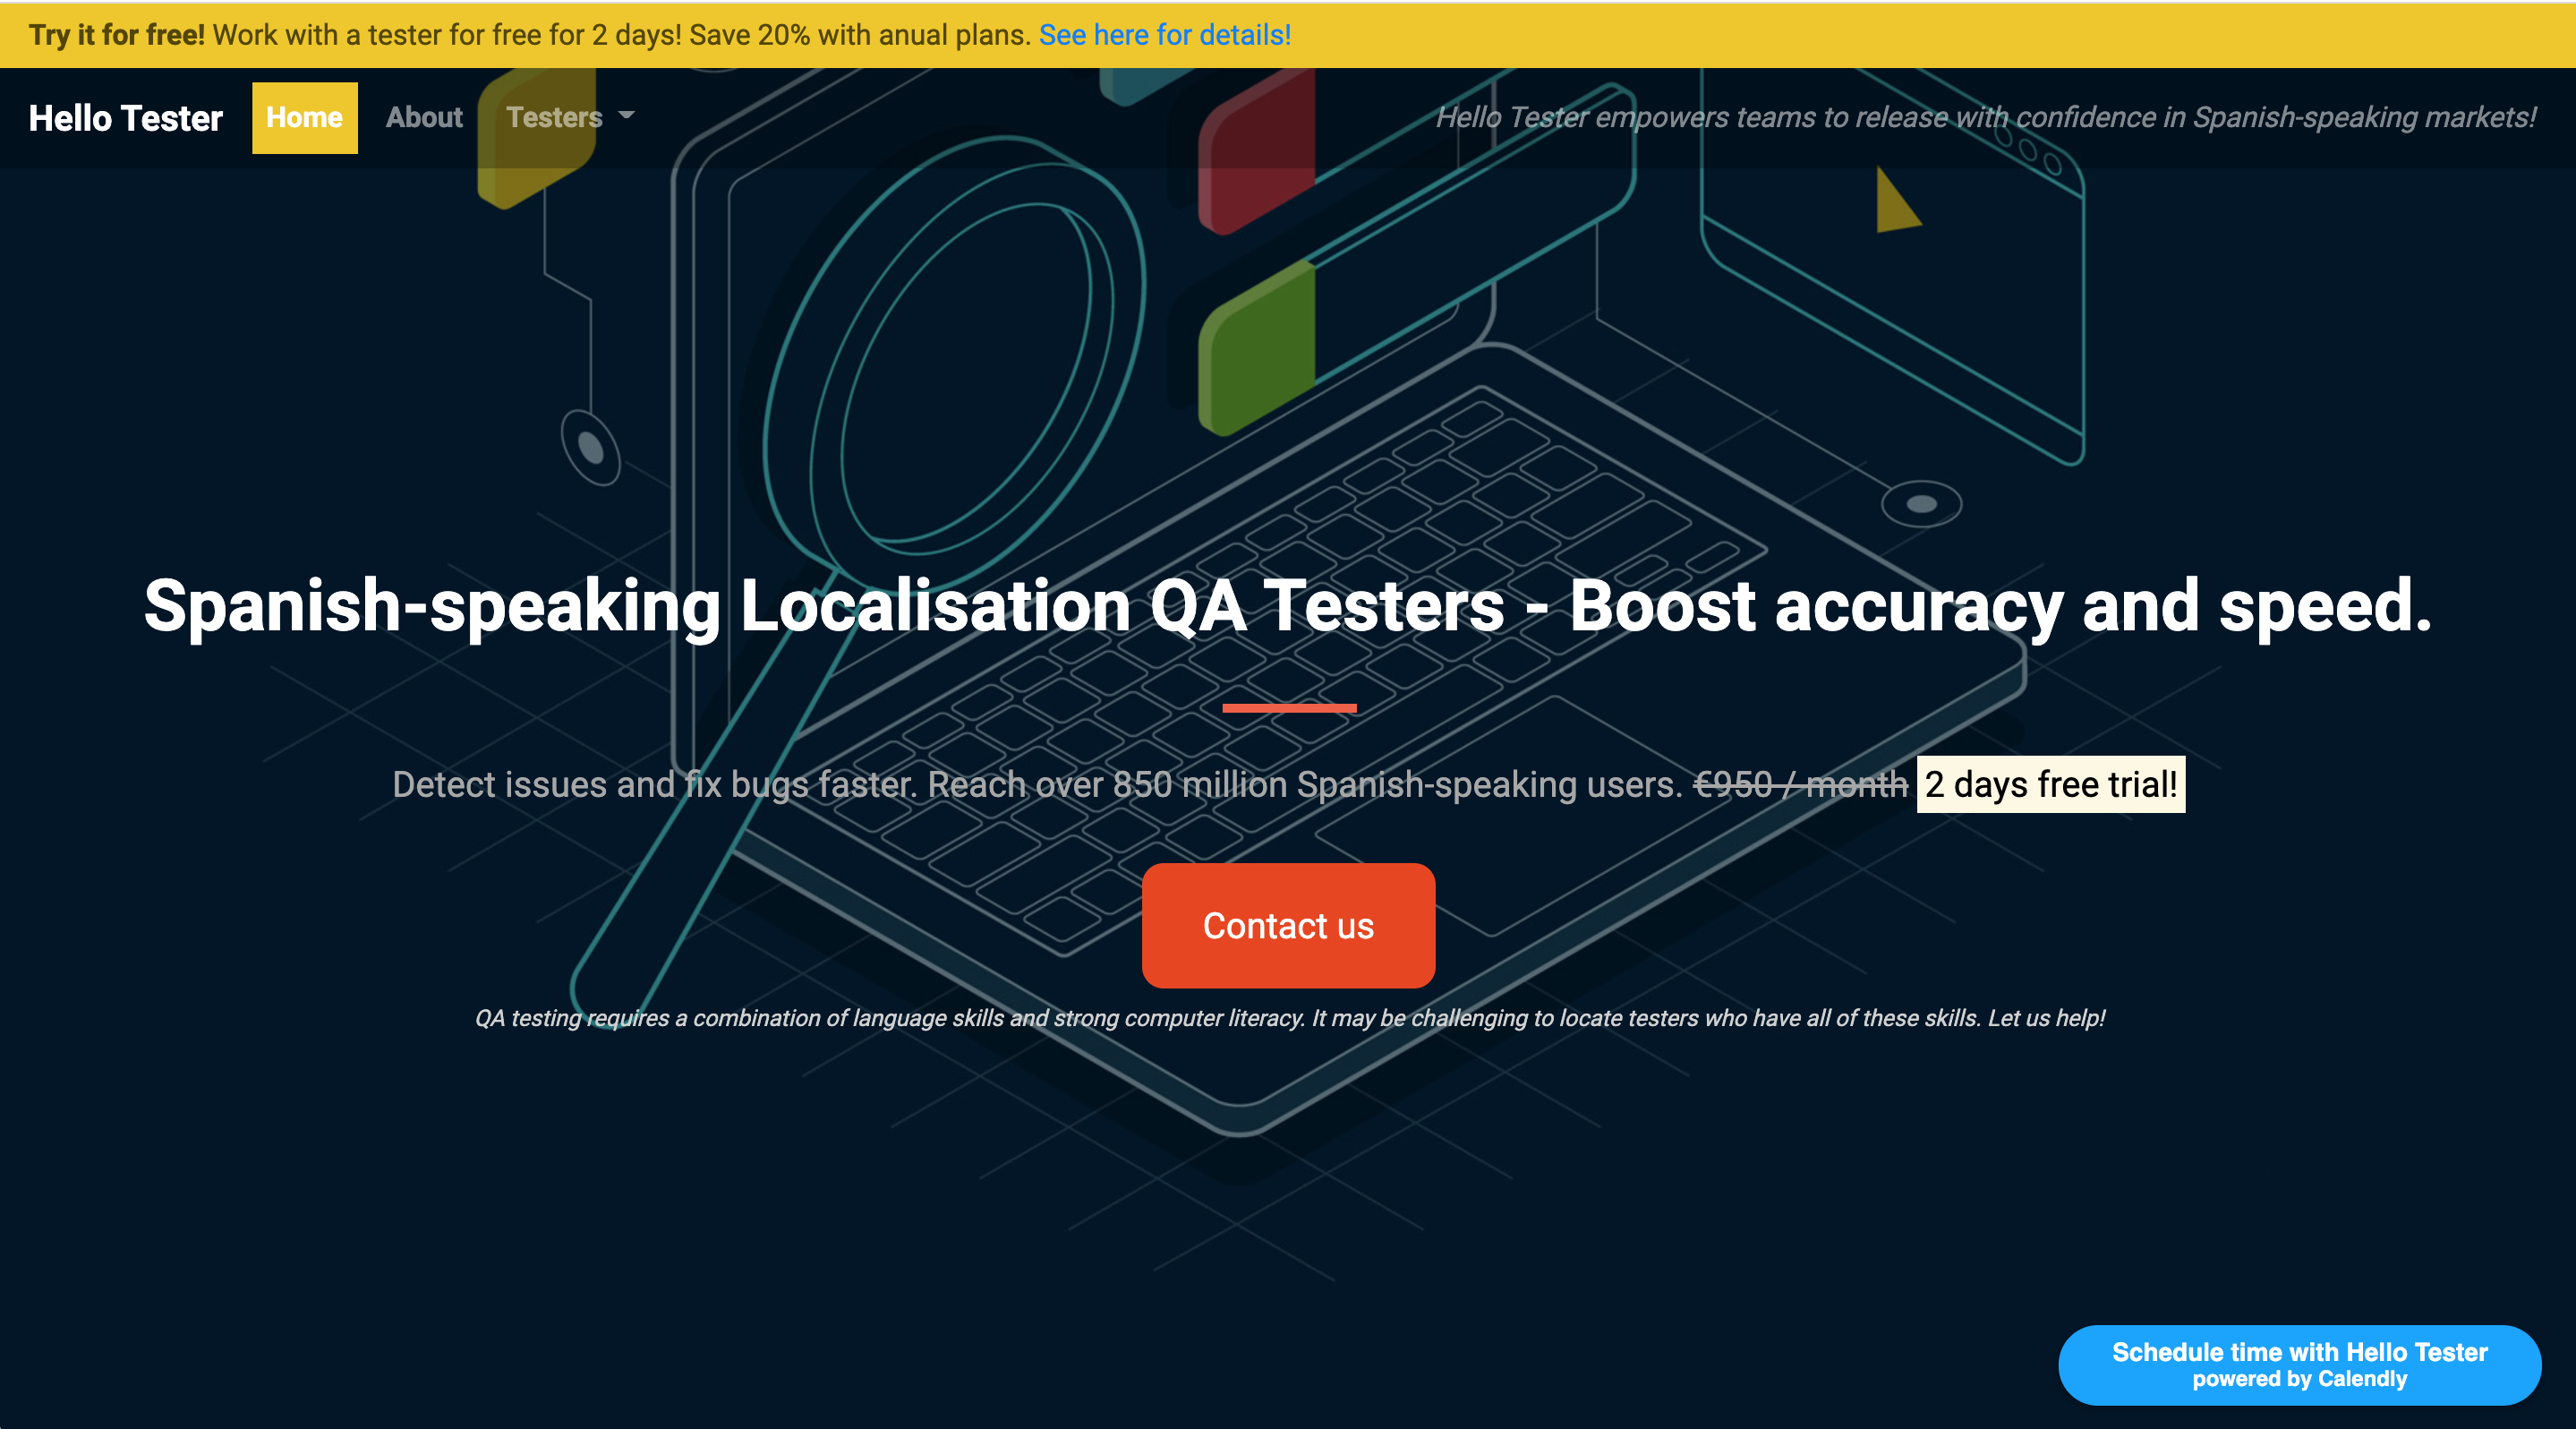 Try it for free! Work with a tester for free for 2 days! Save 20% with anual plans. See here for details!
Hello Tester Home About Testers Hello Tester empowers teams to release with confidence in Spanish-speaking markets!
Spanish-speaking Localisation QA Testers - Boost accuracy and speed.
Detect issues and fix bugs faster. Reach over 850 million Spanish-speaking users. €950 / month 2 days free trial!
Contact us
QA testing requires a combination of language skills and strong computer literacy. It may be challenging to locate testers who have all of these skills. Let us help!
Schedule time with Hello Tester
powered by Calendly